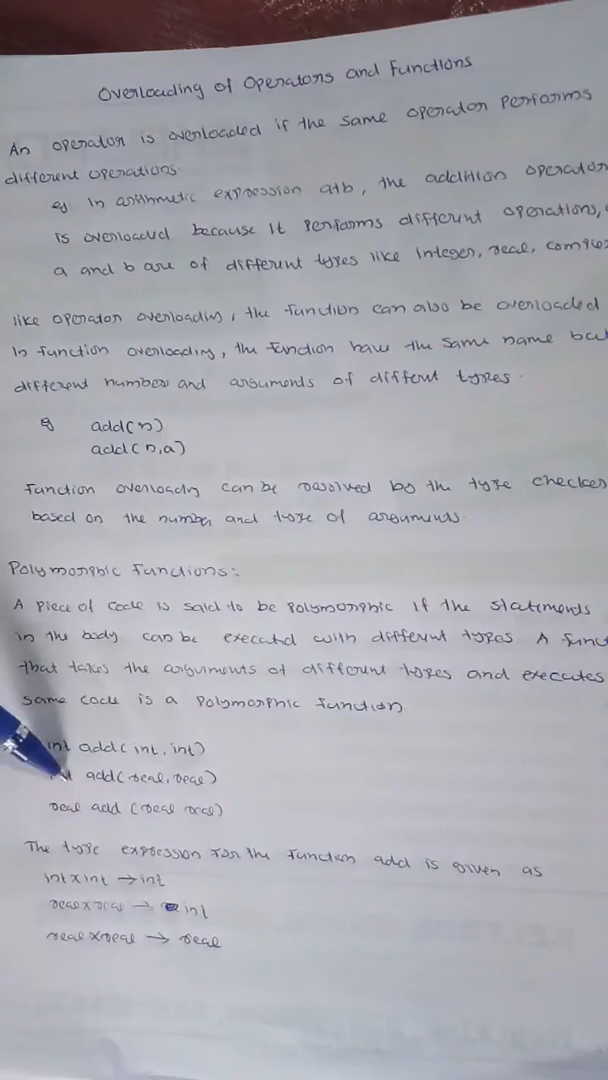 Overloading of Operators and Functions
An operator is overloaded if the same operator performs
different operations.
eg In arithmetic expression a+b, the addition operator
is overloaded because it performs different operations,
a and b are of different types like integer, real, complex
like operator overloading, the function can also be overloaded
In function overloading, the function have the same name but
different numbers and arguments of different types.
eg add(n)
add(n,a)
Function overloading can be resolved by the type checker
based on the number and type of arguments.
Polymorphic Functions:
A piece of code is said to be polymorphic if the statements
in the body can be executed with different types. A func
that takes the arguments of different types and executes
same code is a polymorphic function.
int add(int, int)
add(real, real)
real add (real real)
The type expression for the function add is given as
int x int → int
real x real → int
real x real → real